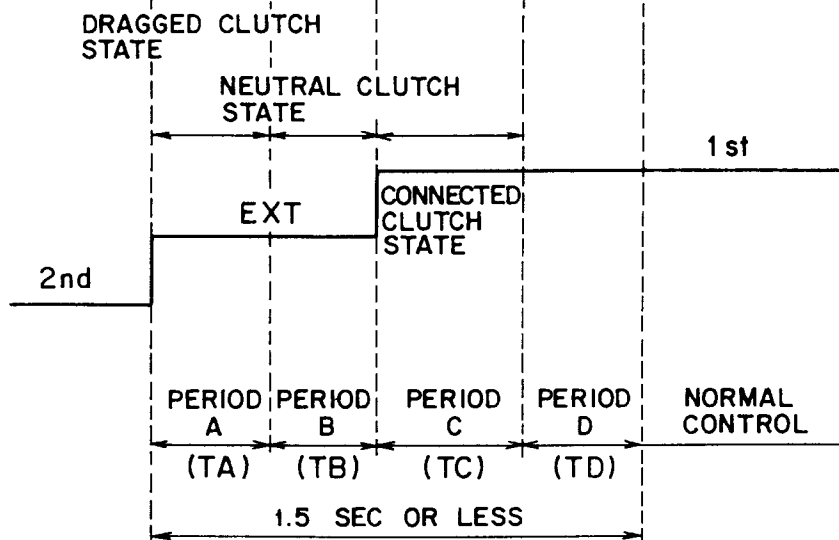 DRAGGED CLUTCH
STATE
NEUTRAL CLUTCH
STATE
1st
EXT
CONNECTED
CLUTCH
STATE
2nd
PERIOD
A
PERIOD
B
PERIOD
C
PERIOD
D
NORMAL
CONTROL
(TA)
(TB)
(TC)
(TD)
1.5 SEC OR LESS